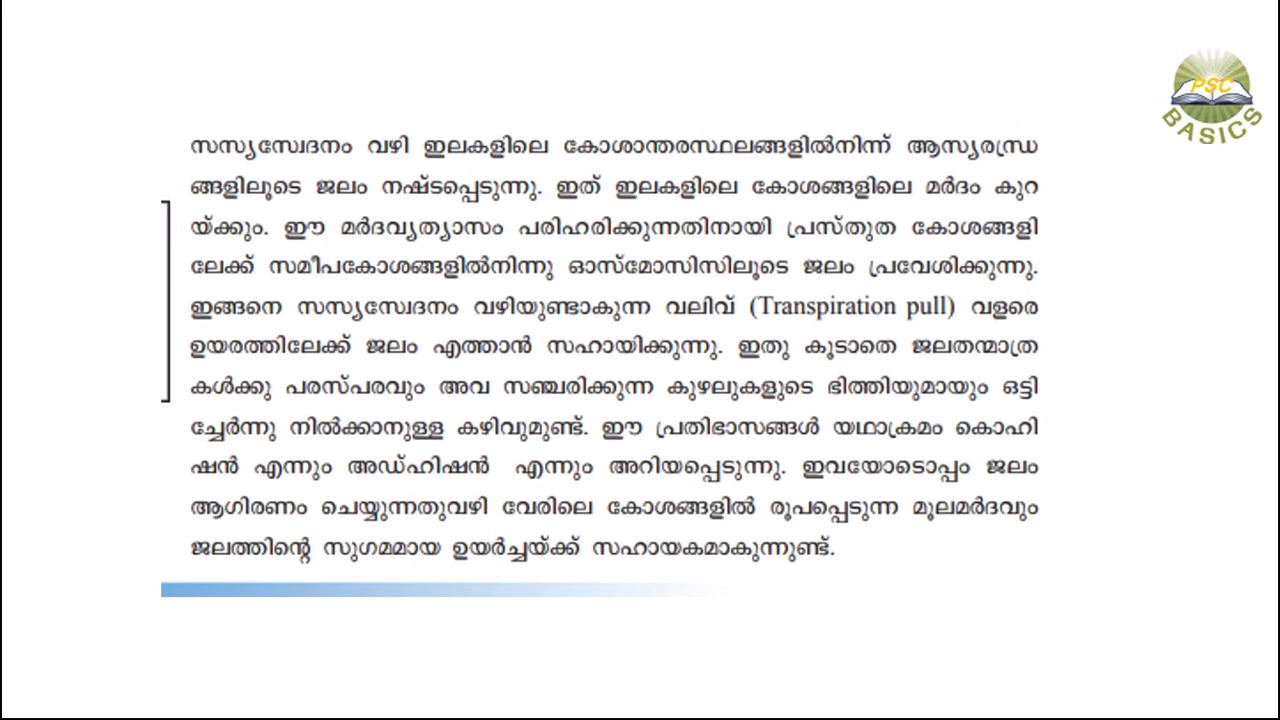 PSC
BASICS
സസ്യസ്വേദനം വഴി ഇലകളിലെ കോശാന്തരസ്ഥലങ്ങളിൽനിന്ന് ആസ്യരന്ധ്ര
ങ്ങളിലൂടെ ജലം നഷ്ടപ്പെടുന്നു. ഇത് ഇലകളിലെ കോശങ്ങളിലെ മർദം കുറ
യ്ക്കും. ഈ മർദവ്യത്യാസം പരിഹരിക്കുന്നതിനായി പ്രസ്തുത കോശങ്ങളി
ലേക്ക് സമീപകോശങ്ങളിൽനിന്നു ഓസ്മോസിസിലൂടെ ജലം പ്രവേശിക്കുന്നു.
ഇങ്ങനെ സസ്യസ്വേദനം വഴിയുണ്ടാകുന്ന വലിവ് (Transpiration pull) വളരെ
ഉയരത്തിലേക്ക് ജലം എത്താൻ സഹായിക്കുന്നു. ഇതു കൂടാതെ ജലതന്മാത്ര
കൾക്കു പരസ്പരവും അവ സഞ്ചരിക്കുന്ന കുഴലുകളുടെ ഭിത്തിയുമായും ഒട്ടി
ച്ചേർന്നു നിൽക്കാനുള്ള കഴിവുമുണ്ട്. ഈ പ്രതിഭാസങ്ങൾ യഥാക്രമം കൊഹി
ഷൻ എന്നും അഡ്ഹിഷൻ എന്നും അറിയപ്പെടുന്നു. ഇവയോടൊപ്പം ജലം
ആഗിരണം ചെയ്യുന്നതുവഴി വേരിലെ കോശങ്ങളിൽ രൂപപ്പെടുന്ന മൂലമർദവും
ജലത്തിന്റെ സുഗമമായ ഉയർച്ചയ്ക്ക് സഹായകമാകുന്നുണ്ട്.